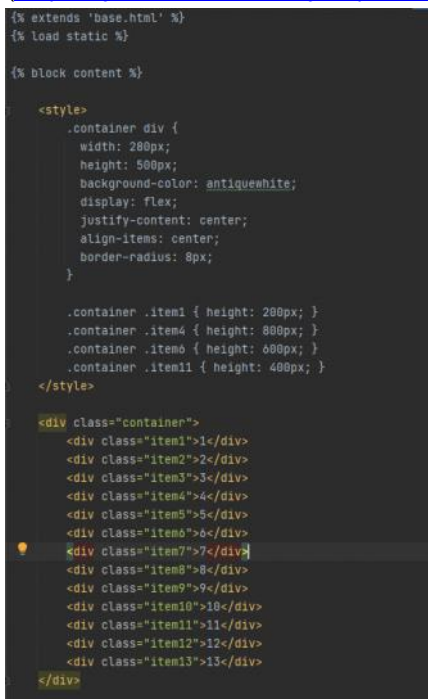 {% extends 'base.html' %}
{% load static %}
{% block content %}
<style>
.container div {
width: 280px;
height: 500px;
background-color: antiquewhite;
display: flex;
justify-content: center;
align-items: center;
border-radius: 8px;
}
.container .item1 { height: 200px; }
.container .item4 { height: 800px; }
.container .item6 { height: 600px; }
.container .item11 { height: 400px; }
</style>
<div class="container">
<div class="item1">1</div>
<div class="item2">2</div>
<div class="item3">3</div>
<div class="item4">4</div>
<div class="item5">5</div>
<div class="item6">6</div>
<div class="item7">7</div>
<div class="item8">8</div>
<div class="item9">9</div>
<div class="item10">10</div>
<div class="item11">11</div>
<div class="item12">12</div>
<div class="item13">13</div>
</div>